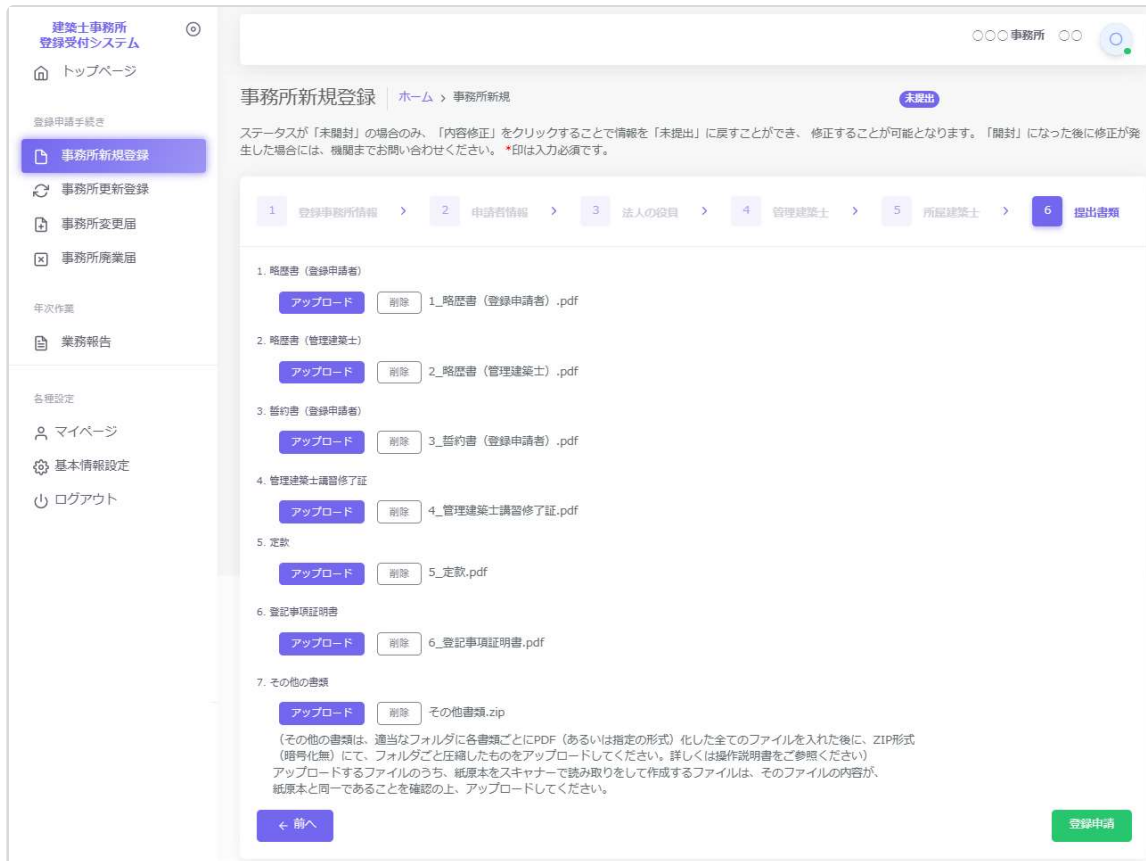 建築士事務所
登録受付システム
○○○事務所 ○○
○
トップページ
登録申請手続き
事務所新規登録
事務所更新登録
事務所変更届
事務所廃業届
年次作業
業務報告
各種設定
マイページ
基本情報設定
ログアウト
事務所新規登録 ホーム > 事務所新規
未提出
ステータスが「未開封」の場合のみ、「内容修正」をクリックすることで情報を「未提出」に戻すことができ、 修正することが可能となります。「開封」になった後に修正が発
生した場合には、機関までお問い合わせください。 *印は入力必須です。
1 登録事務所情報 > 2 申請者情報 > 3 法人の役員 > 4 管理建築士 > 5 所属建築士 > 6 提出書類
1. 略歴書（登録申請者）
アップロード 削除 1_略歴書（登録申請者）.pdf
2. 略歴書（管理建築士）
アップロード 削除 2_略歴書（管理建築士）.pdf
3. 誓約書（登録申請者）
アップロード 削除 3_誓約書（登録申請者）.pdf
4. 管理建築士講習修了証
アップロード 削除 4_管理建築士講習修了証.pdf
5. 定款
アップロード 削除 5_定款.pdf
6. 登記事項証明書
アップロード 削除 6_登記事項証明書.pdf
7. その他の書類
アップロード 削除 その他書類.zip
（その他の書類は、適当なフォルダに各書類ごとにPDF（あるいは指定の形式）化した全てのファイルを入れた後に、ZIP形式
（暗号化無）にて、フォルダごと圧縮したものをアップロードしてください。詳しくは操作説明書をご参照ください）
アップロードするファイルのうち、紙原本をスキャナーで読み取りをして作成するファイルは、そのファイルの内容が、
紙原本と同一であることを確認の上、アップロードしてください。
← 前へ
登録申請